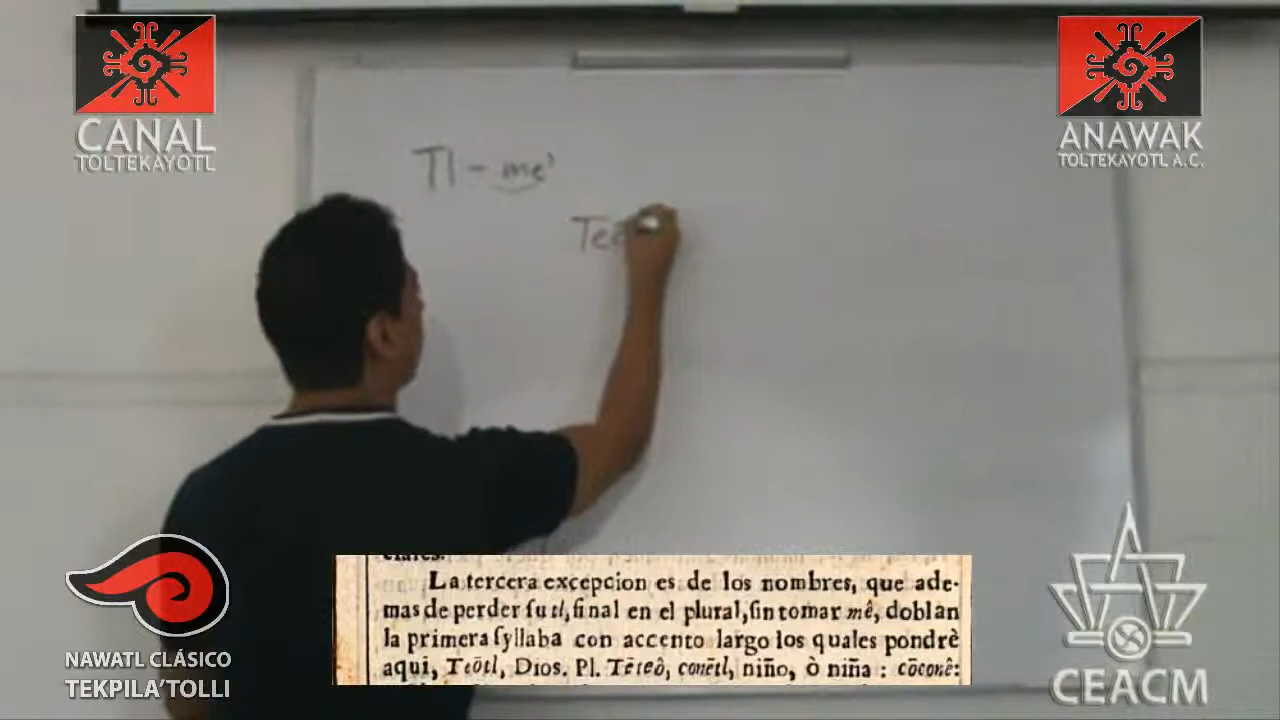 CANAL
TOLTEKAYOTL
ANAWAK
TOLTEKAYOTL A.C.
Tl - me'
La tercera excepcion es de los nombres, que ade-
mas de perder ſu tl, final en el plural, ſin tomar mê, doblan
la primera ſyllaba con accento largo los quales pondrè
aqui, Teōtl, Dios. Pl. Tēteô, conētl, niño, ò niña : cōconê:
NAWATL CLÁSICO
TEKPILA'TOLLI
CEACM